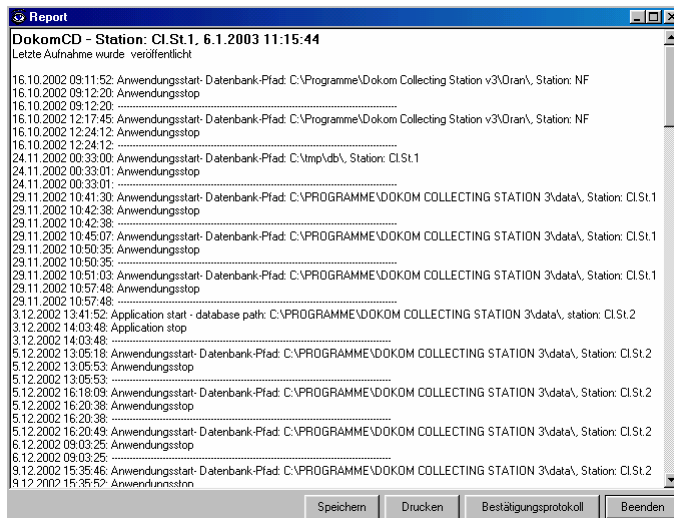 Report
DokomCD - Station: Cl.St.1, 6.1.2003 11:15:44
Letzte Aufnahme wurde veröffentlicht
16.10.2002 09:11:52: Anwendungsstart- Datenbank-Pfad: C:\Programme\Dokom Collecting Station v3\Oran\, Station: NF
16.10.2002 09:12:20: Anwendungsstop
16.10.2002 09:12:20: ----------------------------------------------------------------------
16.10.2002 12:17:45: Anwendungsstart- Datenbank-Pfad: C:\Programme\Dokom Collecting Station v3\Oran\, Station: NF
16.10.2002 12:24:12: Anwendungsstop
16.10.2002 12:24:12: ----------------------------------------------------------------------
24.11.2002 00:33:00: Anwendungsstart- Datenbank-Pfad: C:\tmp\db\, Station: Cl.St.1
24.11.2002 00:33:01: Anwendungsstop
24.11.2002 00:33:01: ----------------------------------------------------------------------
29.11.2002 10:41:30: Anwendungsstart- Datenbank-Pfad: C:\PROGRAMME\DOKOM COLLECTING STATION 3\data\, Station: Cl.St.1
29.11.2002 10:42:38: Anwendungsstop
29.11.2002 10:42:38: ----------------------------------------------------------------------
29.11.2002 10:45:07: Anwendungsstart- Datenbank-Pfad: C:\PROGRAMME\DOKOM COLLECTING STATION 3\data\, Station: Cl.St.1
29.11.2002 10:50:35: Anwendungsstop
29.11.2002 10:50:35: ----------------------------------------------------------------------
29.11.2002 10:51:03: Anwendungsstart- Datenbank-Pfad: C:\PROGRAMME\DOKOM COLLECTING STATION 3\data\, Station: Cl.St.1
29.11.2002 10:57:48: Anwendungsstop
29.11.2002 10:57:48: ----------------------------------------------------------------------
3.12.2002 13:41:52: Application start - database path: C:\PROGRAMME\DOKOM COLLECTING STATION 3\data\, station: Cl.St.2
3.12.2002 14:03:48: Application stop
3.12.2002 14:03:48: ----------------------------------------------------------------------
5.12.2002 13:05:18: Anwendungsstart- Datenbank-Pfad: C:\PROGRAMME\DOKOM COLLECTING STATION 3\data\, Station: Cl.St.2
5.12.2002 13:05:53: Anwendungsstop
5.12.2002 13:05:53: ----------------------------------------------------------------------
5.12.2002 16:18:09: Anwendungsstart- Datenbank-Pfad: C:\PROGRAMME\DOKOM COLLECTING STATION 3\data\, Station: Cl.St.2
5.12.2002 16:20:38: Anwendungsstop
5.12.2002 16:20:38: ----------------------------------------------------------------------
5.12.2002 16:20:49: Anwendungsstart- Datenbank-Pfad: C:\PROGRAMME\DOKOM COLLECTING STATION 3\data\, Station: Cl.St.2
6.12.2002 09:03:25: Anwendungsstop
6.12.2002 09:03:25: ----------------------------------------------------------------------
9.12.2002 15:35:46: Anwendungsstart- Datenbank-Pfad: C:\PROGRAMME\DOKOM COLLECTING STATION 3\data\, Station: Cl.St.2
9.12.2002 15:35:52: Anwendungsstop
Speichern Drucken Bestätigungsprotokoll Beenden